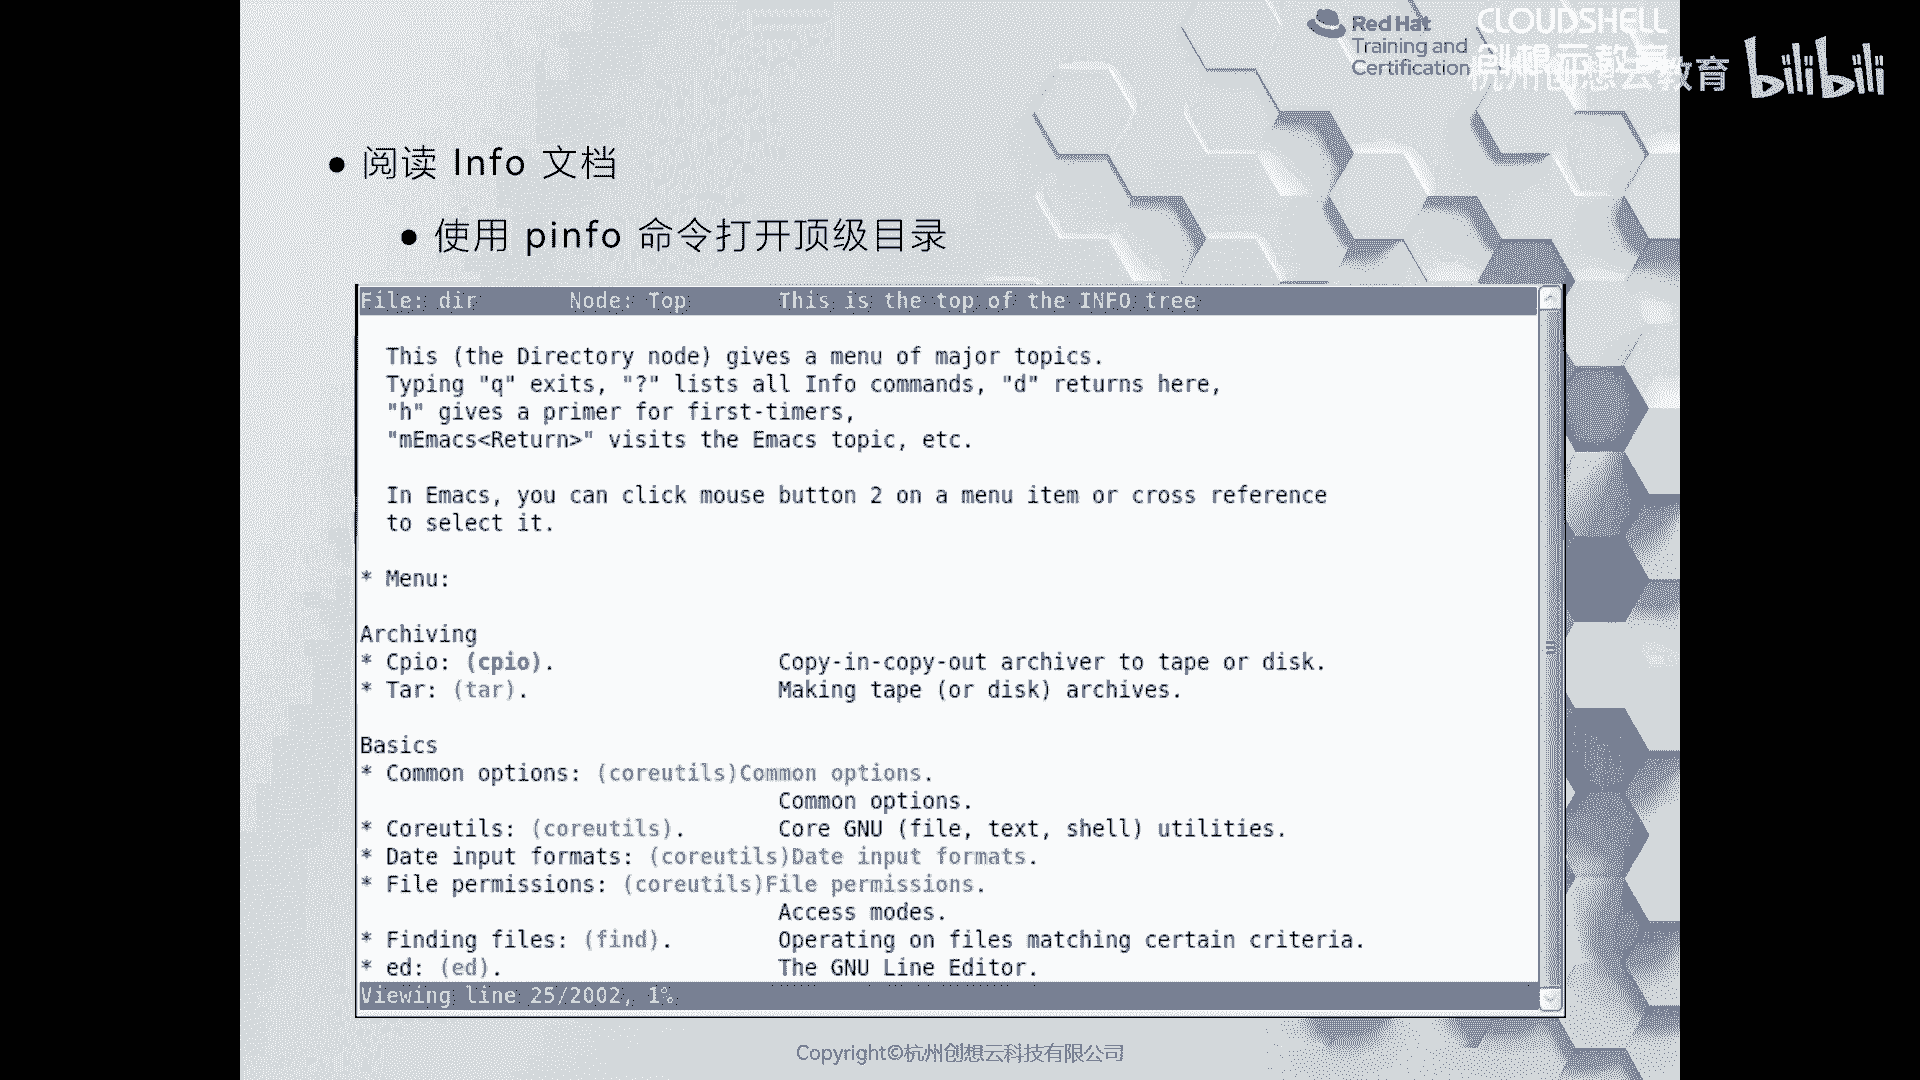 Red Hat
Training and
Certification
CLOUDSHELL
创想云教育
杭州创想云教育 bilibili
● 阅读 Info 文档
● 使用 pinfo 命令打开顶级目录
File: dir Node: Top This is the top of the INFO tree
This (the Directory node) gives a menu of major topics.
Typing "q" exits, "?" lists all Info commands, "d" returns here,
"h" gives a primer for first-timers,
"mEmacs<Return>" visits the Emacs topic, etc.
In Emacs, you can click mouse button 2 on a menu item or cross reference
to select it.
* Menu:
Archiving
* Cpio: (cpio). Copy-in-copy-out archiver to tape or disk.
* Tar: (tar). Making tape (or disk) archives.
Basics
* Common options: (coreutils)Common options.
Common options.
* Coreutils: (coreutils). Core GNU (file, text, shell) utilities.
* Date input formats: (coreutils)Date input formats.
* File permissions: (coreutils)File permissions.
Access modes.
* Finding files: (find). Operating on files matching certain criteria.
* ed: (ed). The GNU Line Editor.
Viewing line 25/2002, 1%
Copyright©杭州创想云科技有限公司